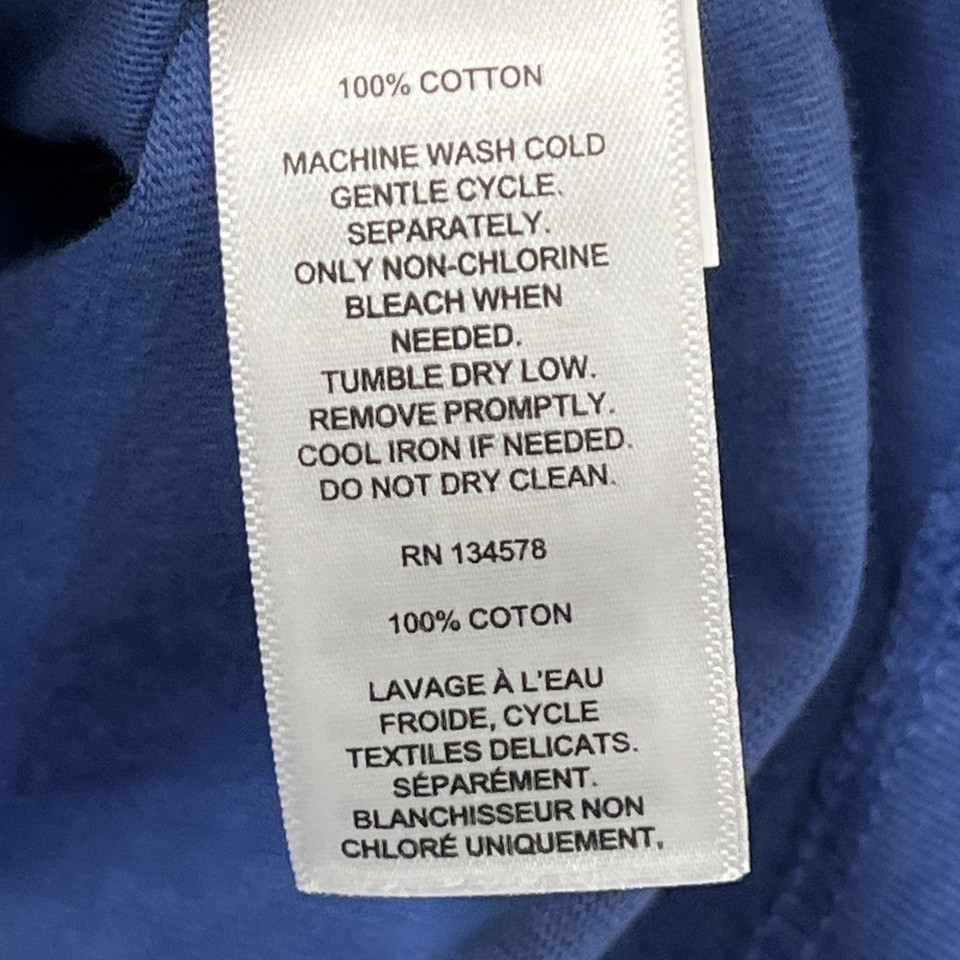 100% COTTON
MACHINE WASH COLD
GENTLE CYCLE.
SEPARATELY.
ONLY NON-CHLORINE
BLEACH WHEN
NEEDED.
TUMBLE DRY LOW.
REMOVE PROMPTLY.
COOL IRON IF NEEDED.
DO NOT DRY CLEAN.
RN 134578
100% COTON
LAVAGE À L'EAU
FROIDE, CYCLE
TEXTILES DELICATS.
SÉPARÉMENT.
BLANCHISSEUR NON
CHLORÉ UNIQUEMENT,